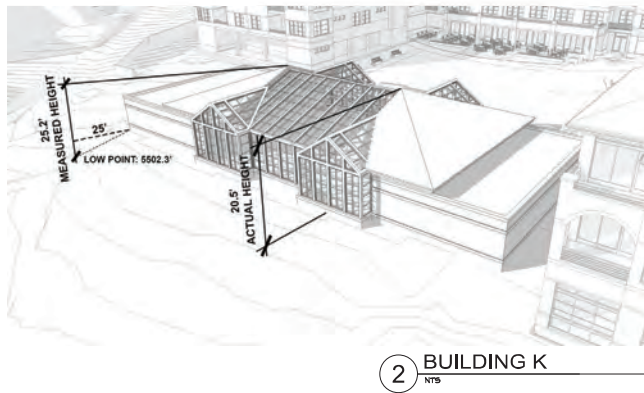 25.2'
MEASURED HEIGHT
25'
LOW POINT: 5502.3'
20.5'
ACTUAL HEIGHT
2
BUILDING K
NTS